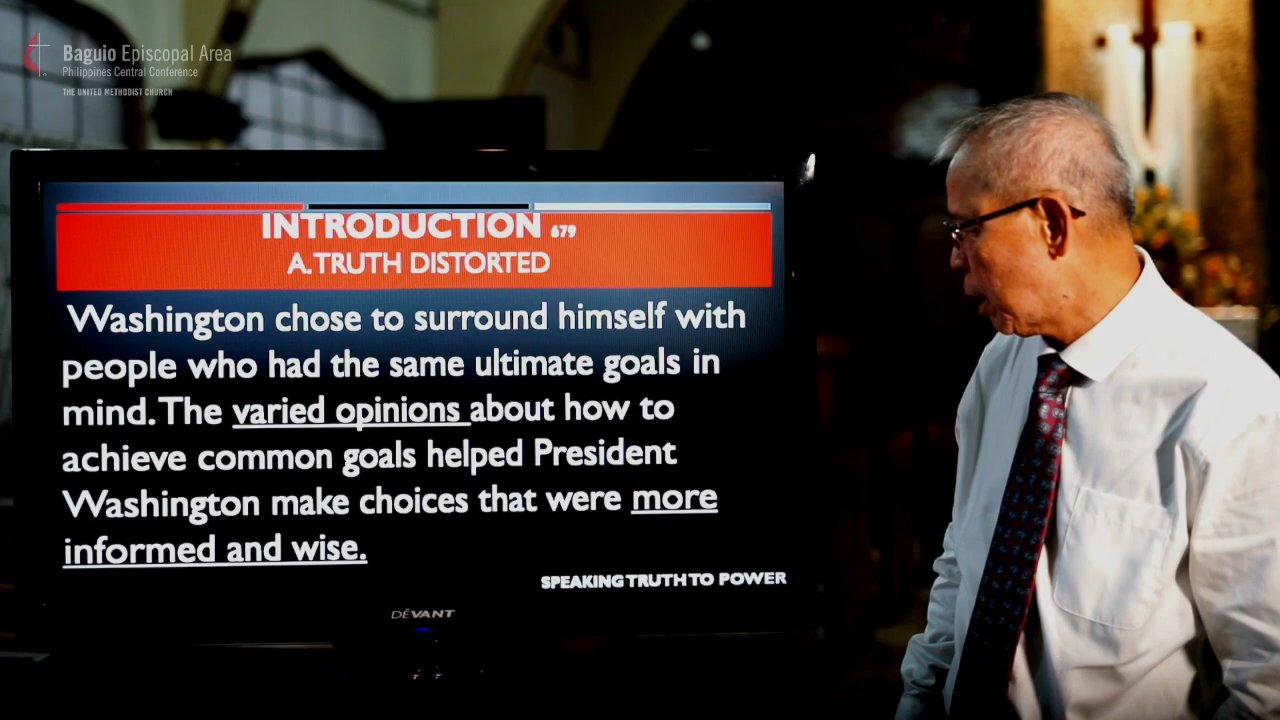 Baguio Episcopal Area
Philippines Central Conference
THE UNITED METHODIST CHURCH
INTRODUCTION 679
A. TRUTH DISTORTED
Washington chose to surround himself with
people who had the same ultimate goals in
mind. The varied opinions about how to
achieve common goals helped President
Washington make choices that were more
informed and wise.
SPEAKING TRUTH TO POWER
DEVANT